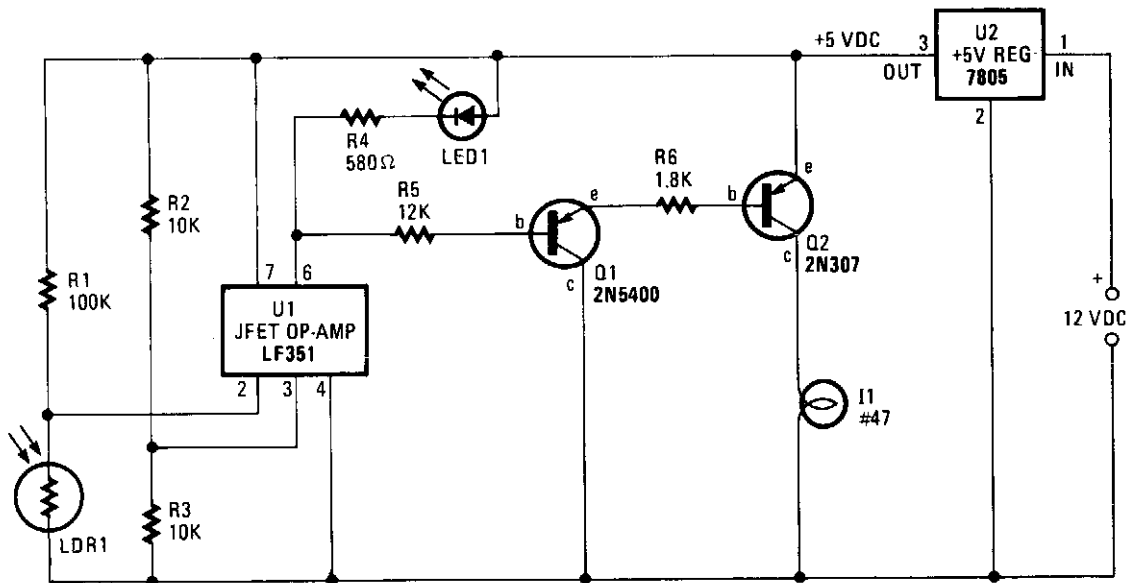 +5 VDC
3
OUT
U2
+5V REG
7805
1
IN
2
R4
580Ω
LED1
R2
10K
R5
12K
R6
1.8K
b
e
c
Q1
2N5400
b
e
c
Q2
2N307
R1
100K
7
6
U1
JFET OP-AMP
LF351
2
3
4
+
12 VDC
I1
#47
LDR1
R3
10K